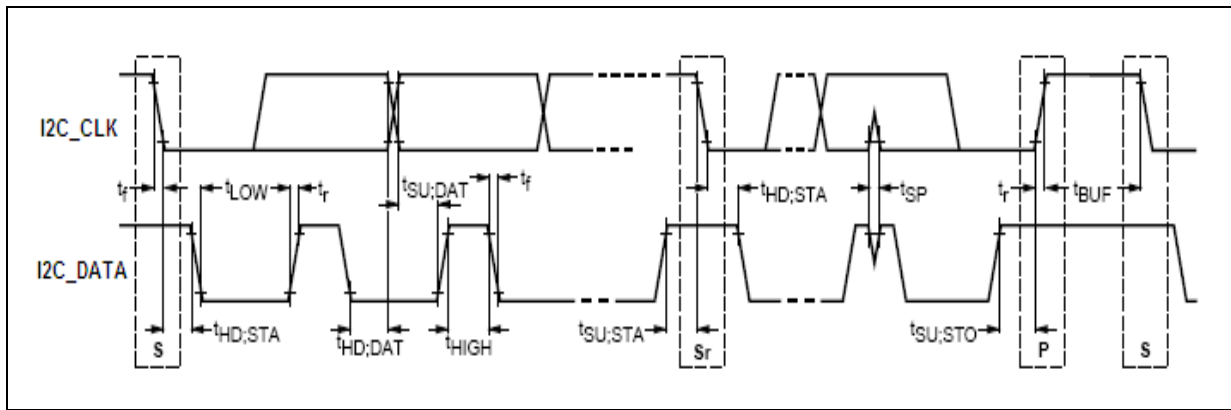 I2C_CLK
tf
tLOW
tr
tSU;DAT
tf
tHD;STA
tSP
tr
tBUF
I2C_DATA
tHD;STA
tHD;DAT
tHIGH
tSU;STA
tSU;STO
S
Sr
P
S